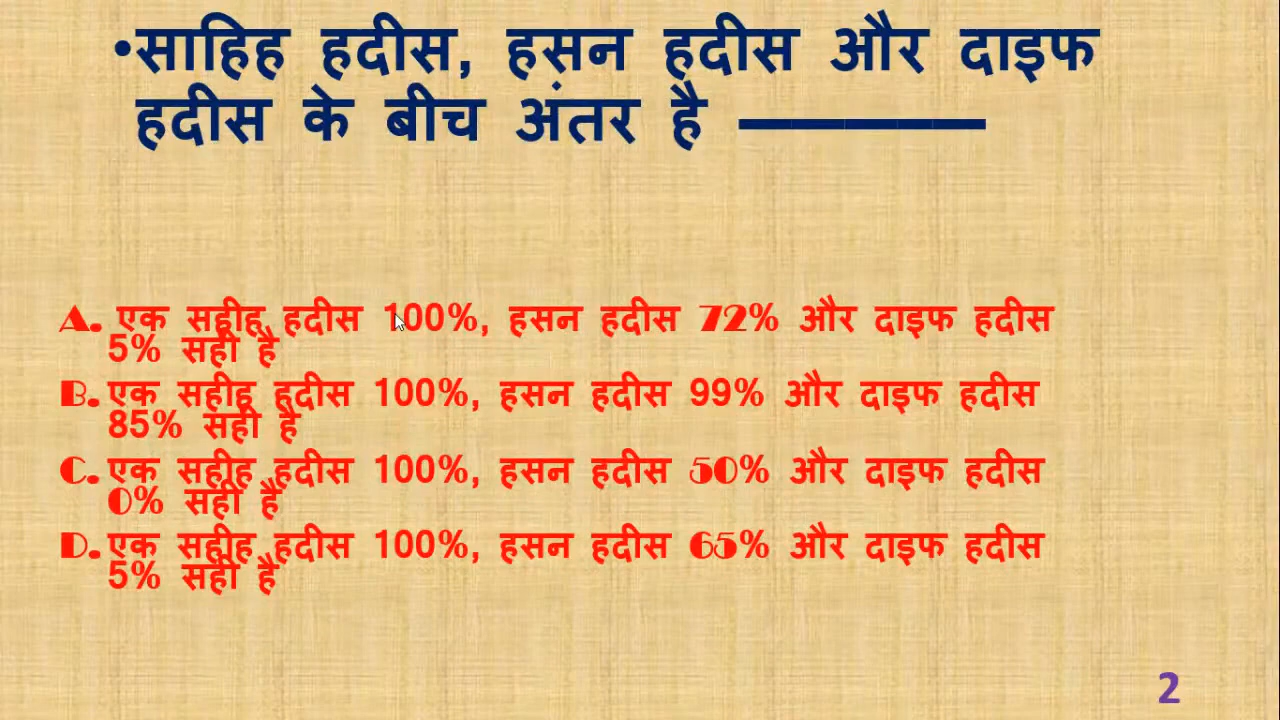 •साहिह हदीस, हसन हदीस और दाइफ
हदीस के बीच अंतर है ———————
A. एक सहीह हदीस 100%, हसन हदीस 72% और दाइफ हदीस
5% सही है
B. एक सहीह हदीस 100%, हसन हदीस 99% और दाइफ हदीस
85% सही है
C. एक सहीह हदीस 100%, हसन हदीस 50% और दाइफ हदीस
0% सही है
D. एक सहीह हदीस 100%, हसन हदीस 65% और दाइफ हदीस
5% सही है
2